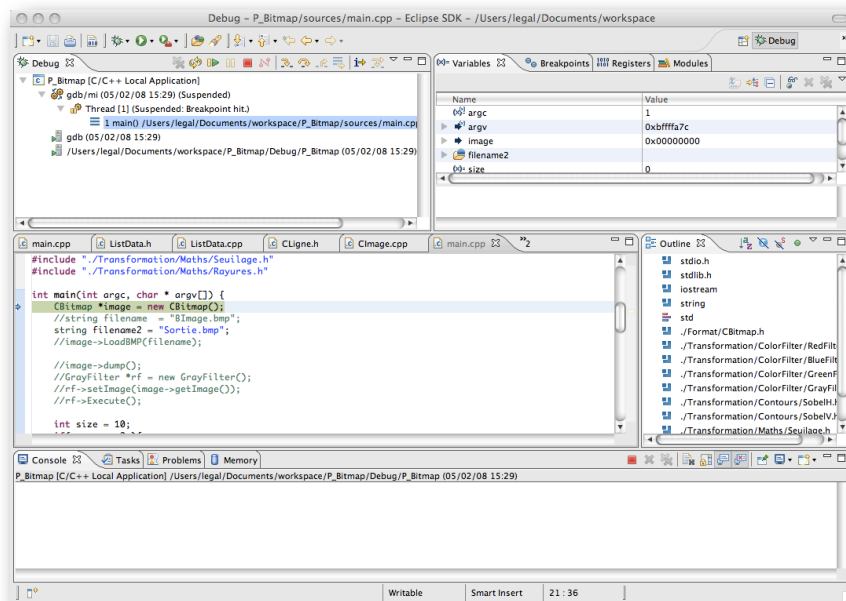 Debug – P_Bitmap/sources/main.cpp – Eclipse SDK – /Users/legal/Documents/workspace
Debug
Debug
P_Bitmap [C/C++ Local Application]
gdb/mi (05/02/08 15:29) (Suspended)
Thread [1] (Suspended: Breakpoint hit.)
1 main() /Users/legal/Documents/workspace/P_Bitmap/sources/main.cpp
gdb (05/02/08 15:29)
/Users/legal/Documents/workspace/P_Bitmap/Debug/P_Bitmap (05/02/08 15:29)
Variables Breakpoints Registers Modules
Name Value
argc 1
argv 0xbffffa7c
image 0x00000000
filename2
size 0
main.cpp ListData.h ListData.cpp CLigne.h CImage.cpp main.cpp »2
#include "./Transformation/Maths/Seuilage.h"
#include "./Transformation/Maths/Rayures.h"
int main(int argc, char * argv[]) {
CBitmap *image = new CBitmap();
//string filename  = "BImage.bmp";
string filename2 = "Sortie.bmp";
//image->LoadBMP(filename);
//image->dump();
//GrayFilter *rf = new GrayFilter();
//rf->setImage(image->getImage());
//rf->Execute();
int size = 10;
Outline
stdio.h
stdlib.h
iostream
string
std
./Format/CBitmap.h
./Transformation/ColorFilter/RedFilt
./Transformation/ColorFilter/BlueFilt
./Transformation/ColorFilter/GreenF
./Transformation/ColorFilter/GrayFil
./Transformation/Contours/SobelH.h
./Transformation/Contours/SobelV.h
./Transformation/Maths/Seuilage.h
Console Tasks Problems Memory
P_Bitmap [C/C++ Local Application] /Users/legal/Documents/workspace/P_Bitmap/Debug/P_Bitmap (05/02/08 15:29)
Writable Smart Insert 21 : 36